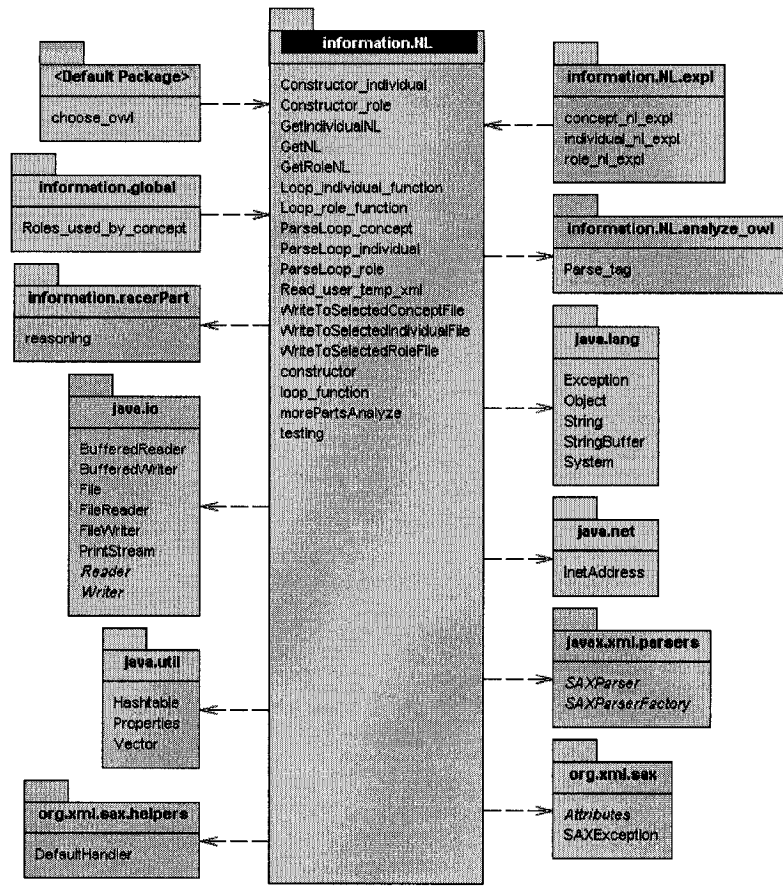 information.NL
Constructor_individual
Constructor_role
GetIndividualNL
GetNL
GetRoleNL
Loop_individual_function
Loop_role_function
ParseLoop_concept
ParseLoop_individual
ParseLoop_role
Read_user_temp_xml
WriteToSelectedConceptFile
WriteToSelectedIndividualFile
WriteToSelectedRoleFile
constructor
loop_function
morePartsAnalyze
testing
<Default Package>
choose_owl
information.global
Roles_used_by_concept
information.racerPart
reasoning
java.io
BufferedReader
BufferedWriter
File
FileReader
FileWriter
PrintStream
Reader
Writer
java.util
Hashtable
Properties
Vector
org.xml.sax.helpers
DefaultHandler
information.NL.expl
concept_nl_expl
individual_nl_expl
role_nl_expl
information.NL.analyze_owl
Parse_tag
java.lang
Exception
Object
String
StringBuffer
System
java.net
InetAddress
javax.xml.parsers
SAXParser
SAXParserFactory
org.xml.sax
Attributes
SAXException